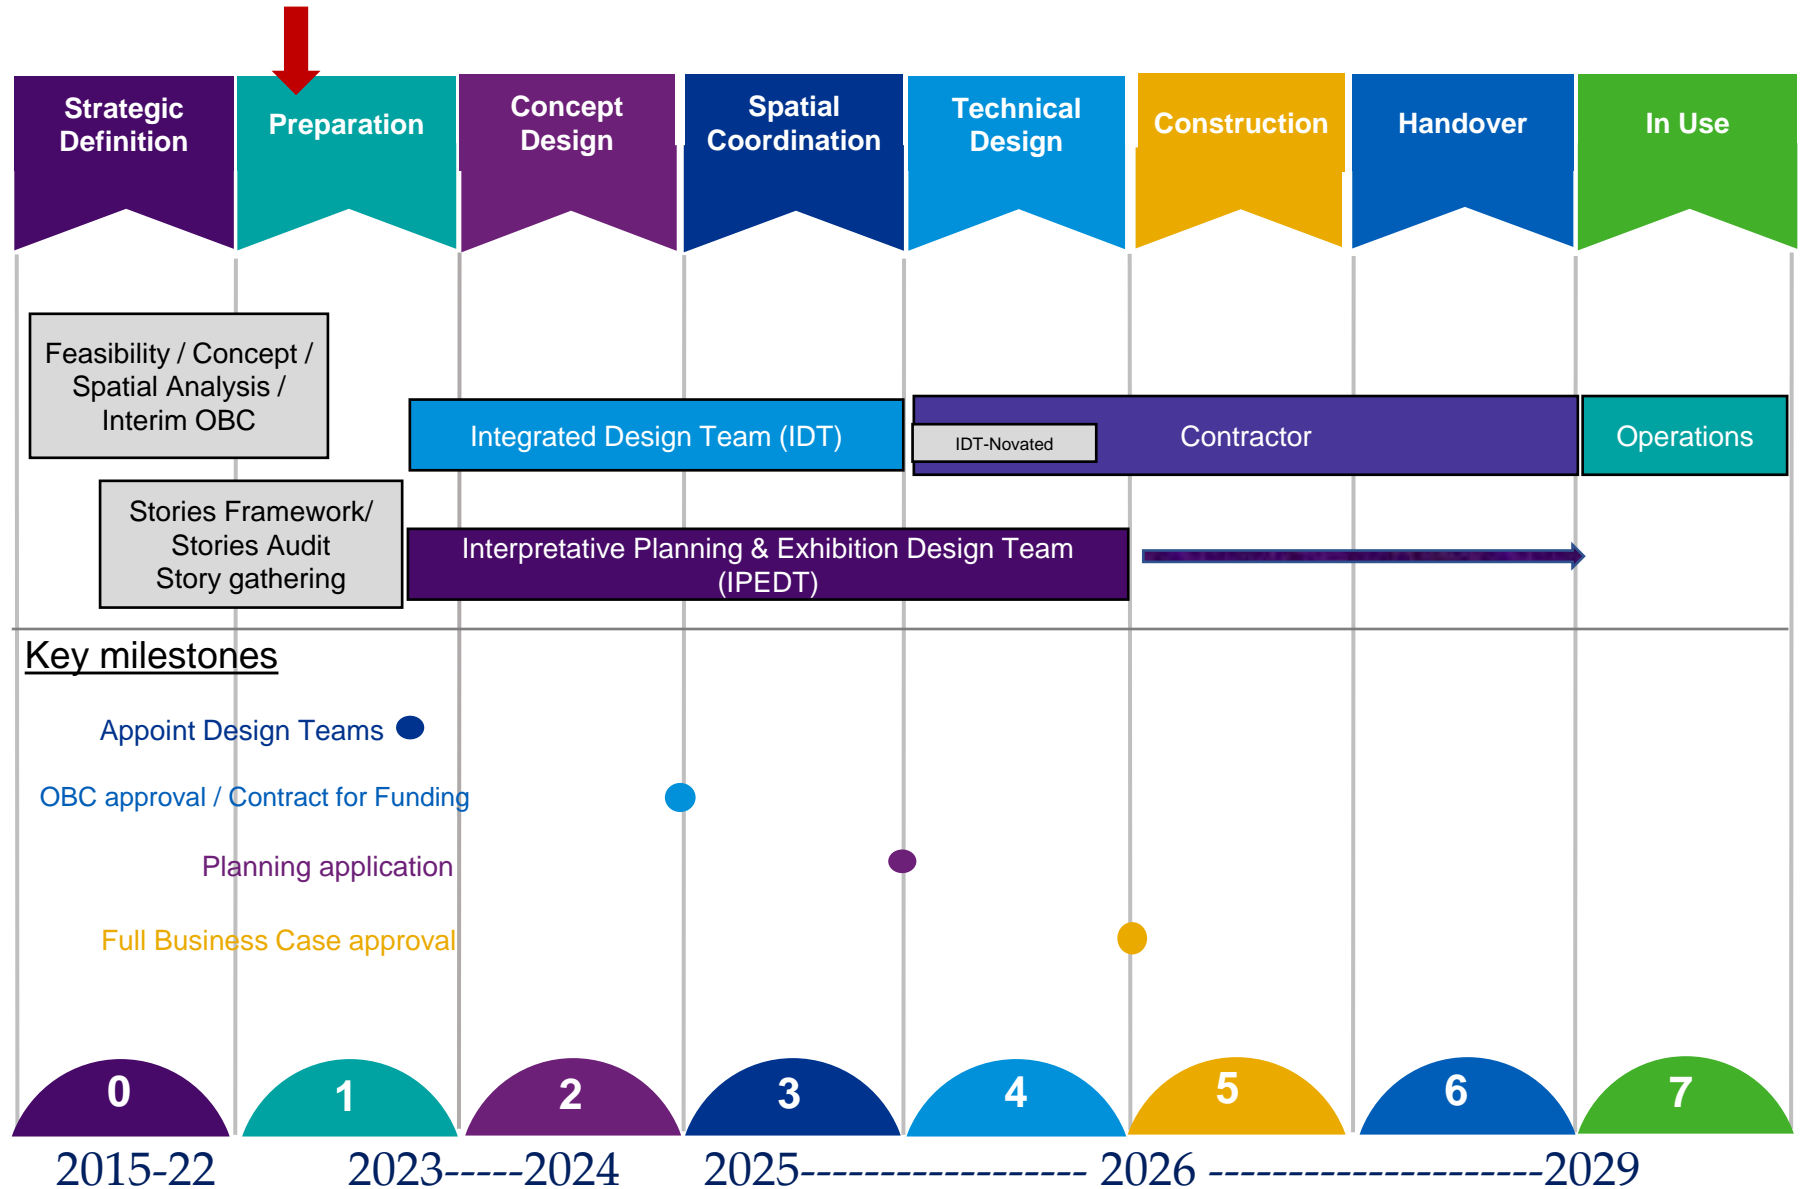 Strategic
Definition
Preparation
Concept
Design
Spatial
Coordination
Technical
Design
Construction
Handover
In Use
Feasibility / Concept /
Spatial Analysis /
Interim OBC
Integrated Design Team (IDT)
IDT-Novated
Contractor
Operations
Stories Framework/
Stories Audit
Story gathering
Interpretative Planning & Exhibition Design Team
(IPEDT)
Key milestones
Appoint Design Teams
OBC approval / Contract for Funding
Planning application
Full Business Case approval
0
1
2
3
4
5
6
7
2015-22
2023-----2024
2025------------------ 2026 ---------------------2029